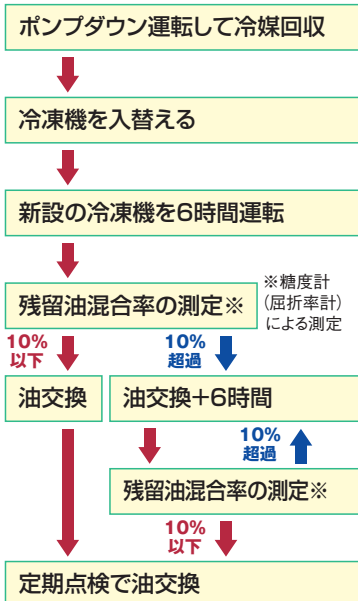 ポンプダウン運転して冷媒回収
冷凍機を入替える
新設の冷凍機を6時間運転
残留油混合率の測定※
※糖度計
(屈折率計)
による測定
10%
以下
10%
超過
油交換
油交換+6時間
10%
超過
残留油混合率の測定※
10%
以下
定期点検で油交換